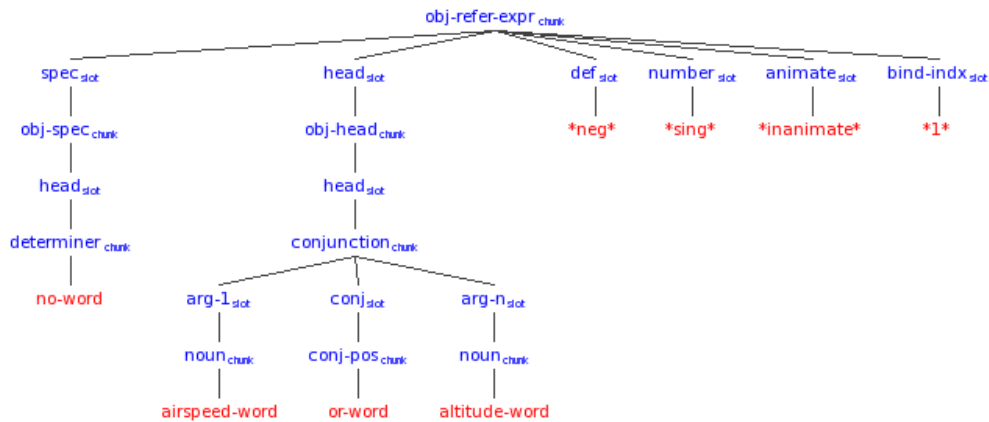 obj-refer-expr chunk
spec slot head slot def slot number slot animate slot bind-indx slot
obj-spec chunk obj-head chunk *neg* *sing* *inanimate* *1*
head slot head slot
determiner chunk conjunction chunk
no-word arg-1 slot conj slot arg-n slot
noun chunk conj-pos chunk noun chunk
airspeed-word or-word altitude-word